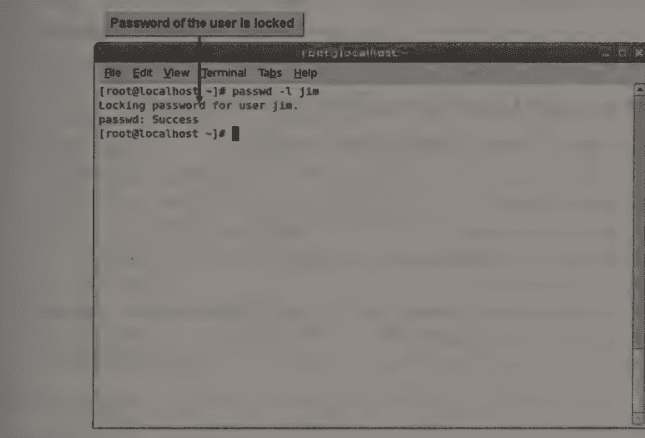 Password of the user is locked
root@localhost:~
File Edit View Terminal Tabs Help
[root@localhost ~]# passwd -l jim
Locking password for user jim.
passwd: Success
[root@localhost ~]#